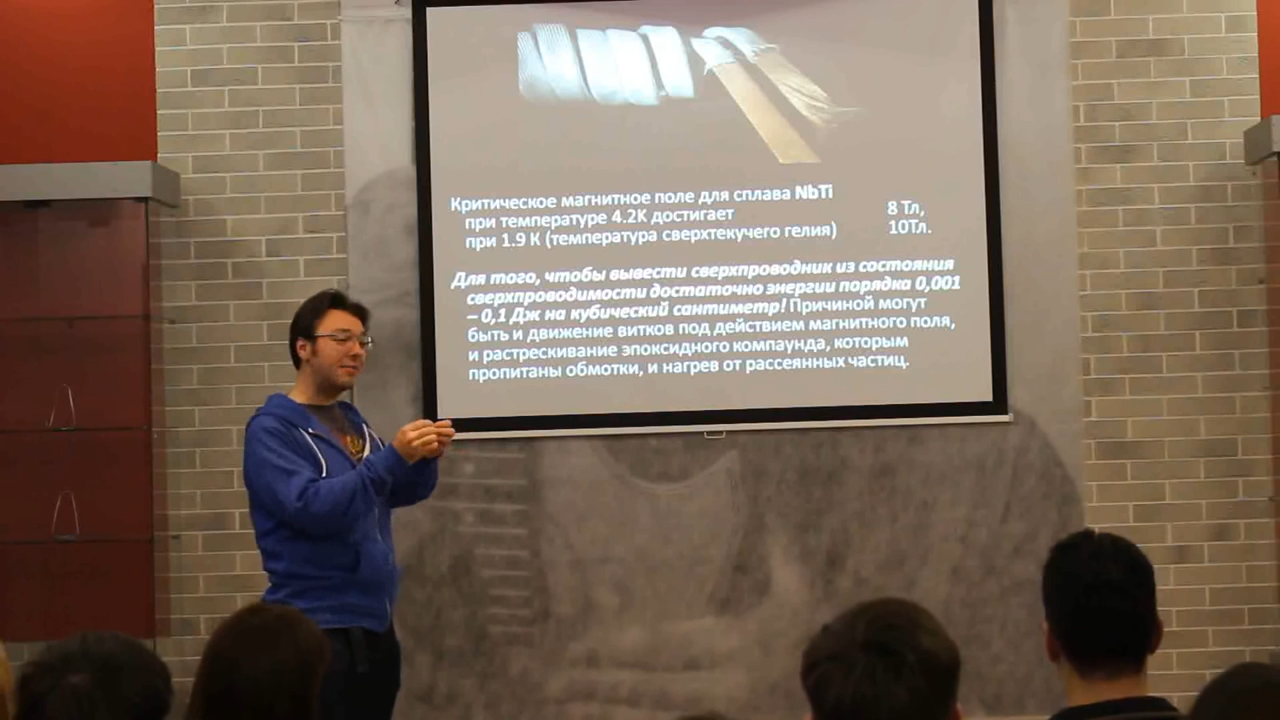 Критическое магнитное поле для сплава NbTi
при температуре 4.2К достигает 8 Тл,
при 1.9 К (температура сверхтекучего гелия) 10Тл.
Для того, чтобы вывести сверхпроводник из состояния
сверхпроводимости достаточно энергии порядка 0,001
– 0,1 Дж на кубический сантиметр! Причиной могут
быть и движение витков под действием магнитного поля,
и растрескивание эпоксидного компаунда, которым
пропитаны обмотки, и нагрев от рассеянных частиц.